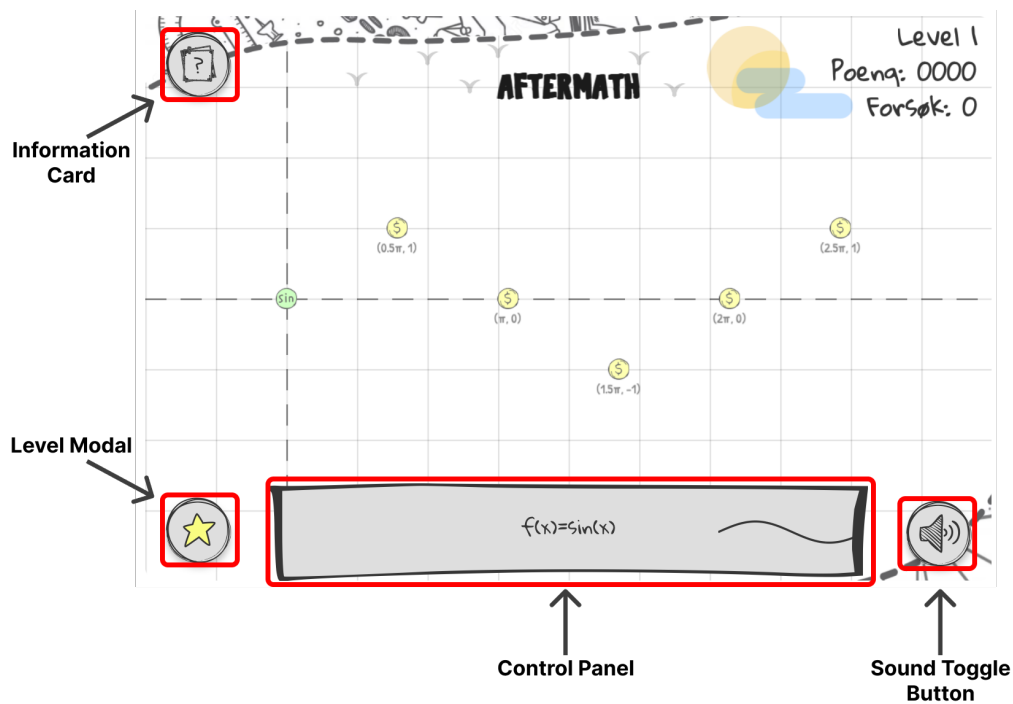 Level 1
?
Poeng: 0000
AFTERMATH
Forsøk: 0
Information
Card
$
$
(0.5π, 1)
(2.5π, 1)
sin
$
$
(π, 0)
(2π, 0)
$
(1.5π, -1)
Level Modal
f(x)=sin(x)
Control Panel
Sound Toggle
Button